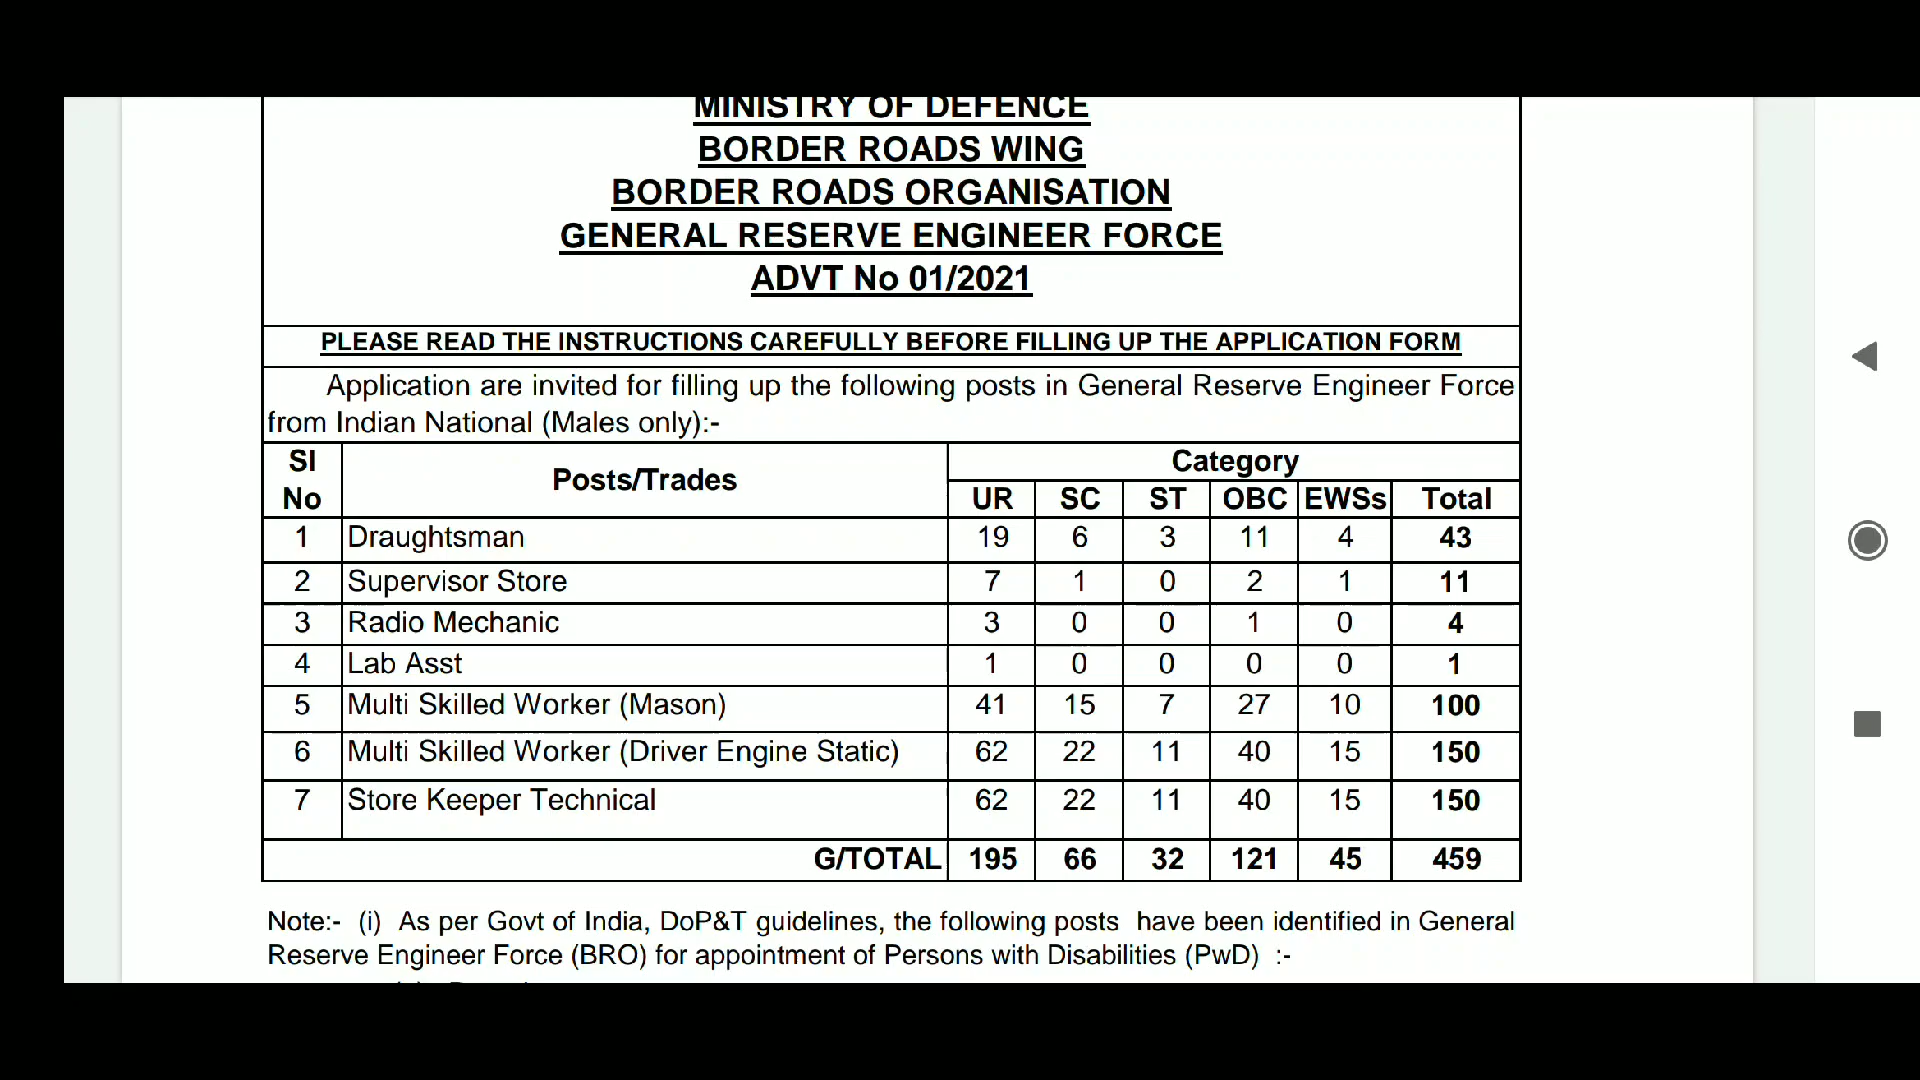 MINISTRY OF DEFENCE
BORDER ROADS WING
BORDER ROADS ORGANISATION
GENERAL RESERVE ENGINEER FORCE
ADVT No 01/2021
PLEASE READ THE INSTRUCTIONS CAREFULLY BEFORE FILLING UP THE APPLICATION FORM
Application are invited for filling up the following posts in General Reserve Engineer Force
from Indian National (Males only):-
Sl No Posts/Trades Category
UR SC ST OBC EWSs Total
1 Draughtsman 19 6 3 11 4 43
2 Supervisor Store 7 1 0 2 1 11
3 Radio Mechanic 3 0 0 1 0 4
4 Lab Asst 1 0 0 0 0 1
5 Multi Skilled Worker (Mason) 41 15 7 27 10 100
6 Multi Skilled Worker (Driver Engine Static) 62 22 11 40 15 150
7 Store Keeper Technical 62 22 11 40 15 150
G/TOTAL 195 66 32 121 45 459
Note:- (i) As per Govt of India, DoP&T guidelines, the following posts have been identified in General
Reserve Engineer Force (BRO) for appointment of Persons with Disabilities (PwD) :-